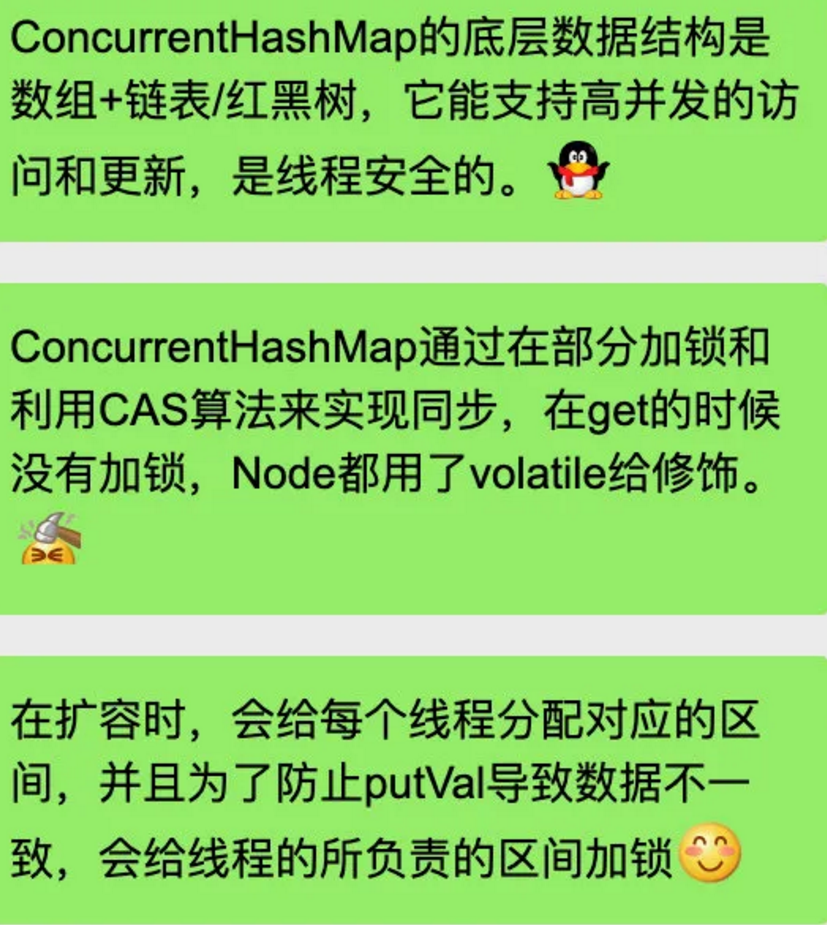 ConcurrentHashMap的底层数据结构是
数组+链表/红黑树，它能支持高并发的访
问和更新，是线程安全的。
ConcurrentHashMap通过在部分加锁和
利用CAS算法来实现同步，在get的时候
没有加锁，Node都用了volatile给修饰。
在扩容时，会给每个线程分配对应的区
间，并且为了防止putVal导致数据不一
致，会给线程的所负责的区间加锁